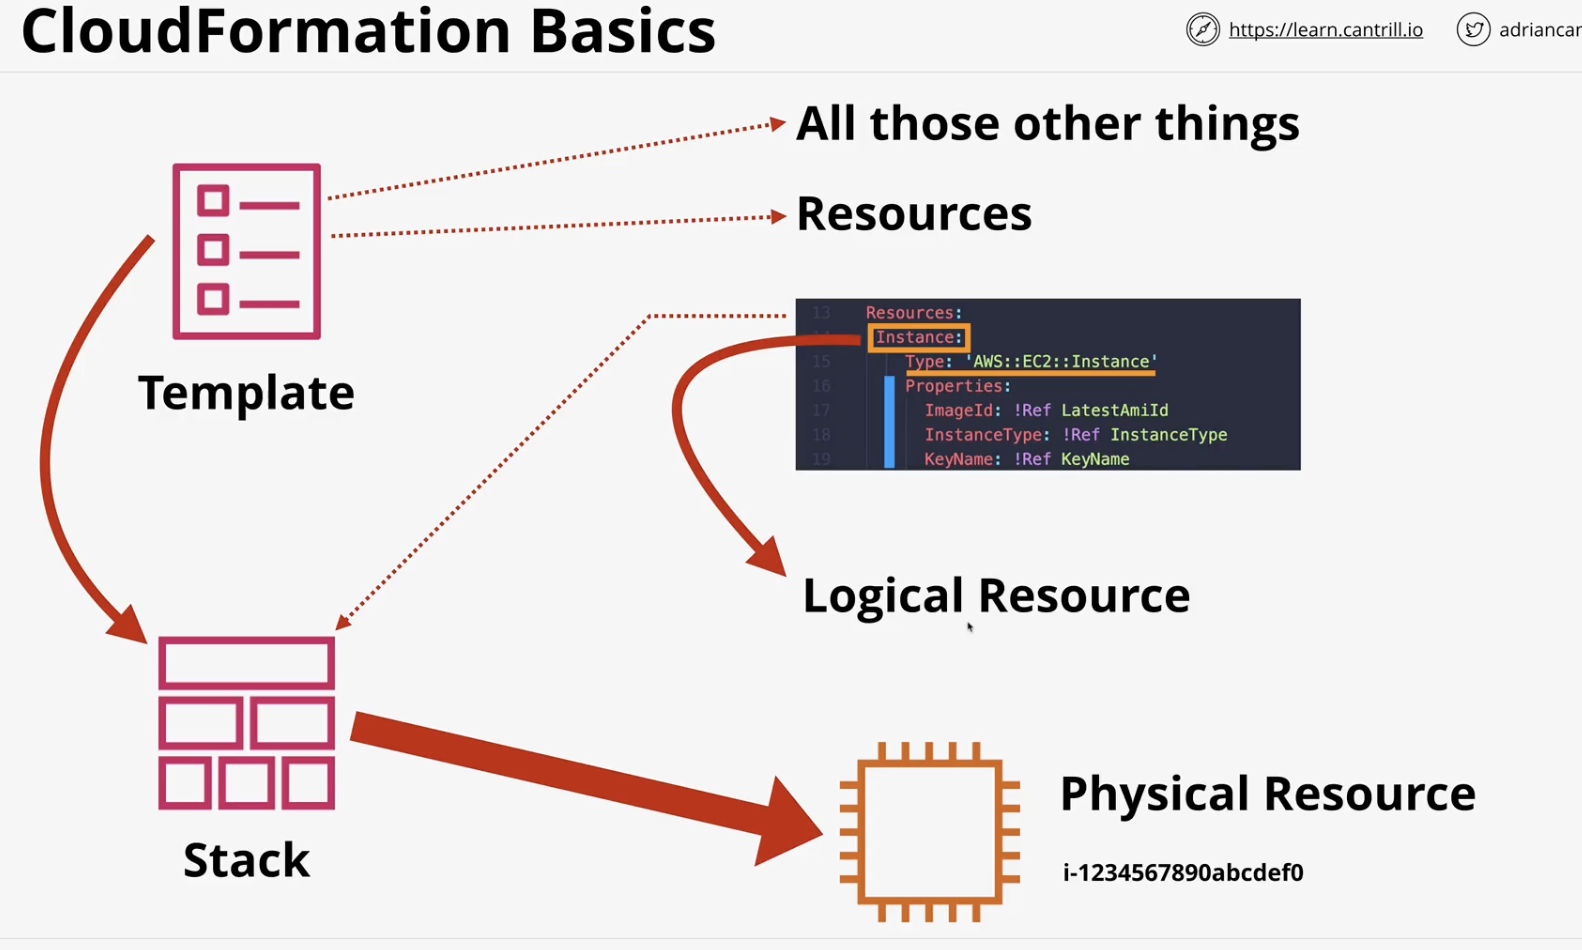 CloudFormation Basics
https://learn.cantrill.io
adriancan
All those other things
Resources
Template
13 Resources:
Instance:
15 Type: 'AWS::EC2::Instance'
16 Properties:
17 ImageId: !Ref LatestAmiId
18 InstanceType: !Ref InstanceType
19 KeyName: !Ref KeyName
Logical Resource
Stack
Physical Resource
i-1234567890abcdef0